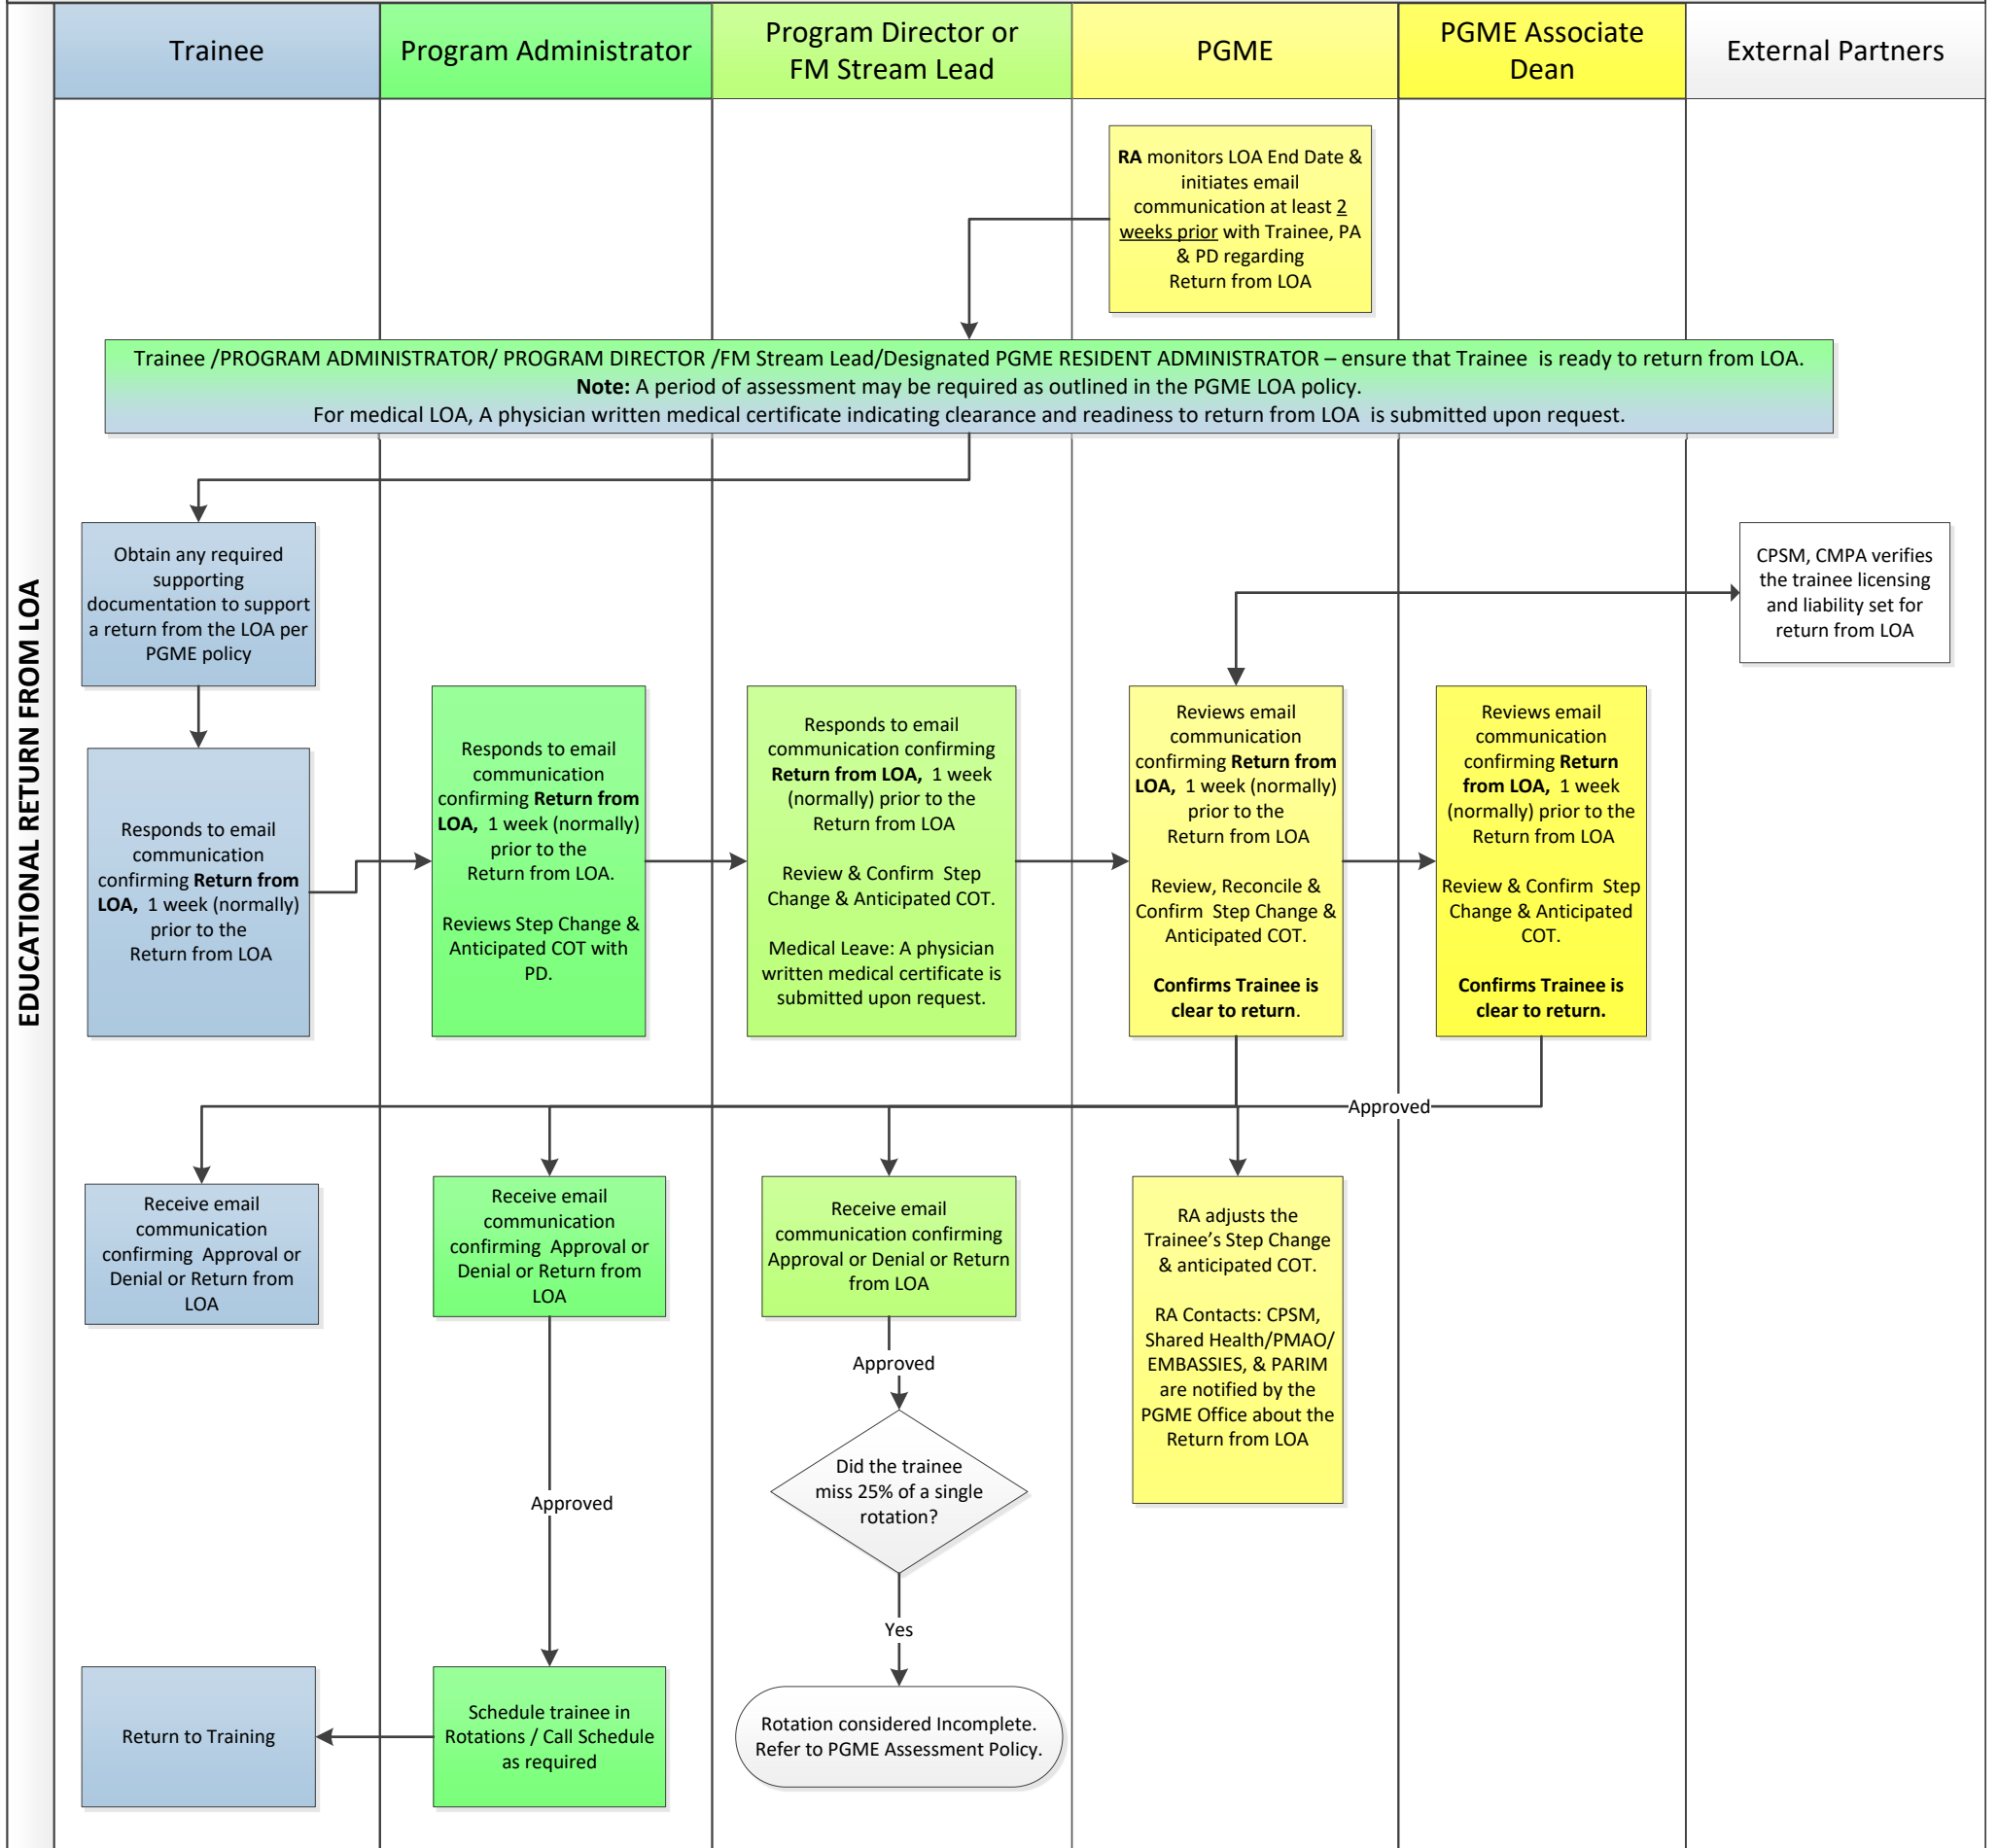 Trainee
Program Administrator
Program Director or
FM Stream Lead
PGME
PGME Associate
Dean
External Partners
EDUCATIONAL RETURN FROM LOA
RA monitors LOA End Date &
initiates email
communication at least 2
weeks prior with Trainee, PA
& PD regarding
Return from LOA
Trainee /PROGRAM ADMINISTRATOR/ PROGRAM DIRECTOR /FM Stream Lead/Designated PGME RESIDENT ADMINISTRATOR – ensure that Trainee is ready to return from LOA.
Note: A period of assessment may be required as outlined in the PGME LOA policy.
For medical LOA, A physician written medical certificate indicating clearance and readiness to return from LOA is submitted upon request.
Obtain any required
supporting
documentation to support
a return from the LOA per
PGME policy
CPSM, CMPA verifies
the trainee licensing
and liability set for
return from LOA
Responds to email
communication
confirming Return from
LOA, 1 week (normally)
prior to the
Return from LOA
Responds to email
communication
confirming Return from
LOA, 1 week (normally)
prior to the
Return from LOA.
Reviews Step Change &
Anticipated COT with
PD.
Responds to email
communication confirming
Return from LOA, 1 week
(normally) prior to the
Return from LOA
Review & Confirm Step
Change & Anticipated COT.
Medical Leave: A physician
written medical certificate is
submitted upon request.
Reviews email
communication
confirming Return from
LOA, 1 week (normally)
prior to the
Return from LOA
Review, Reconcile &
Confirm Step Change &
Anticipated COT.
Confirms Trainee is
clear to return.
Reviews email
communication
confirming Return
from LOA, 1 week
(normally) prior to the
Return from LOA
Review & Confirm Step
Change & Anticipated
COT.
Confirms Trainee is
clear to return.
Approved
Receive email
communication
confirming Approval or
Denial or Return from
LOA
Receive email
communication
confirming Approval or
Denial or Return from
LOA
Receive email
communication confirming
Approval or Denial or Return
from LOA
RA adjusts the
Trainee's Step Change
& anticipated COT.
RA Contacts: CPSM,
Shared Health/PMAO/
EMBASSIES, & PARIM
are notified by the
PGME Office about the
Return from LOA
Approved
Did the trainee
miss 25% of a single
rotation?
Approved
Yes
Return to Training
Schedule trainee in
Rotations / Call Schedule
as required
Rotation considered Incomplete.
Refer to PGME Assessment Policy.